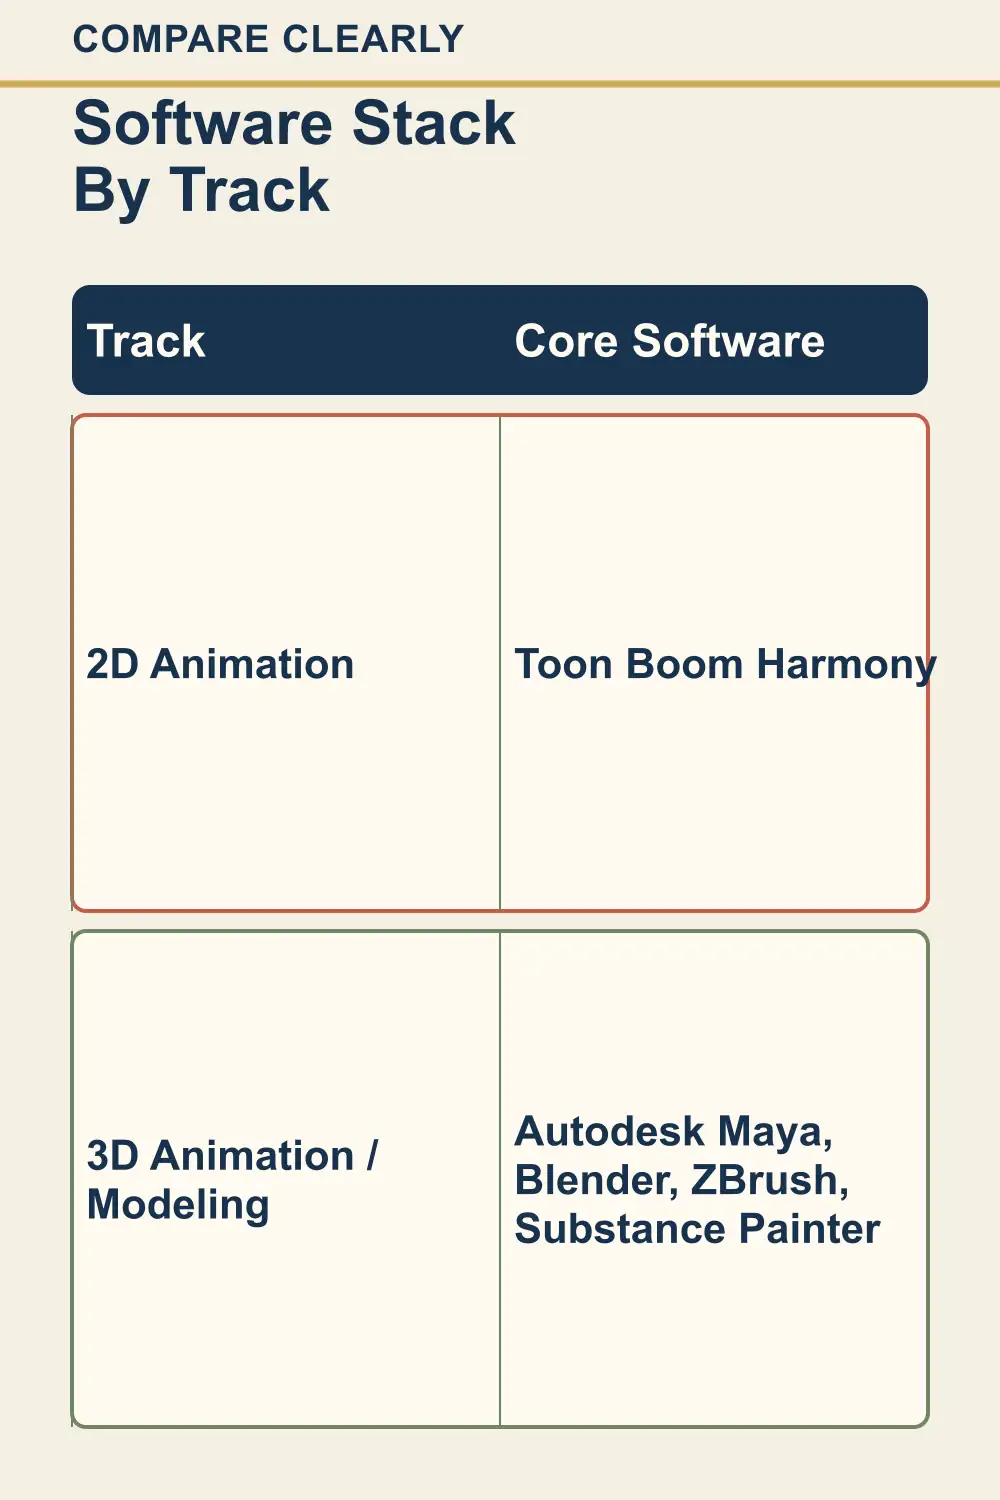 COMPARE CLEARLY
Software Stack
By Track
Track
Core Software
2D Animation
Toon Boom Harmony
3D Animation /
Modeling
Autodesk Maya,
Blender, ZBrush,
Substance Painter